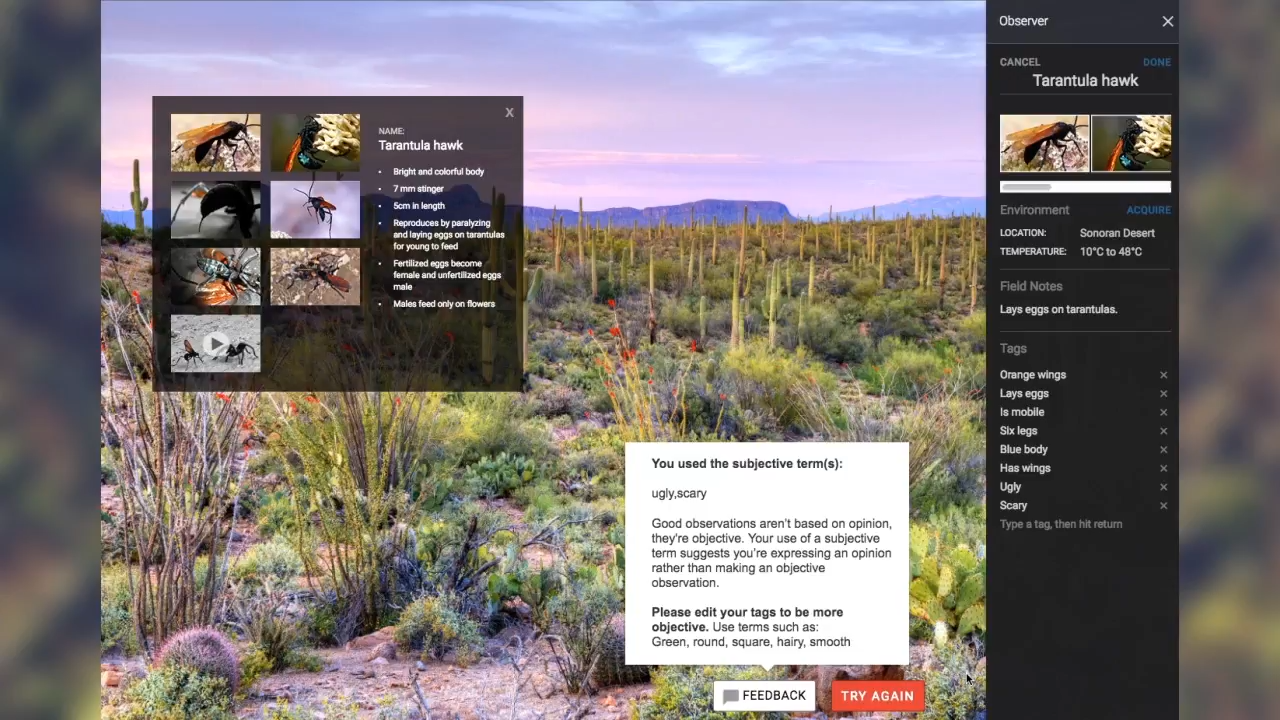 X
NAME:
Tarantula hawk
• Bright and colorful body
• 7 mm stinger
• 5cm in length
• Reproduces by paralyzing
and laying eggs on tarantulas
for young to feed
• Fertilized eggs become
female and unfertilized eggs
male
• Males feed only on flowers
You used the subjective term(s):
ugly,scary
Good observations aren't based on opinion,
they're objective. Your use of a subjective
term suggests you're expressing an opinion
rather than making an objective
observation.
Please edit your tags to be more
objective. Use terms such as:
Green, round, square, hairy, smooth
FEEDBACK
TRY AGAIN
Observer
CANCEL DONE
Tarantula hawk
Environment ACQUIRE
LOCATION: Sonoran Desert
TEMPERATURE: 10°C to 48°C
Field Notes
Lays eggs on tarantulas.
Tags
Orange wings
Lays eggs
Is mobile
Six legs
Blue body
Has wings
Ugly
Scary
Type a tag, then hit return